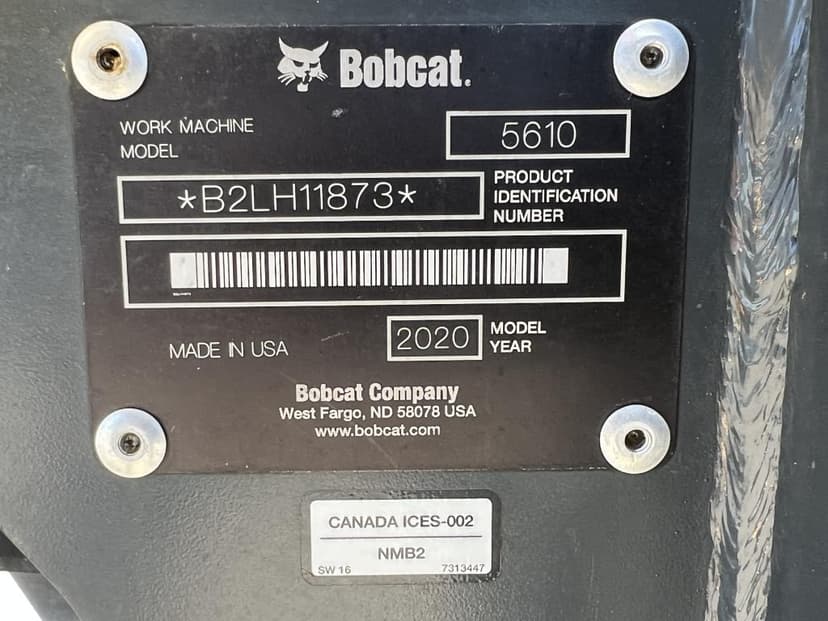 Bobcat.
WORK MACHINE
MODEL
5610
*B2LH11873*
PRODUCT
IDENTIFICATION
NUMBER
MADE IN USA
2020
MODEL
YEAR
Bobcat Company
West Fargo, ND 58078 USA
www.bobcat.com
CANADA ICES-002
NMB2
SW 16 7313447